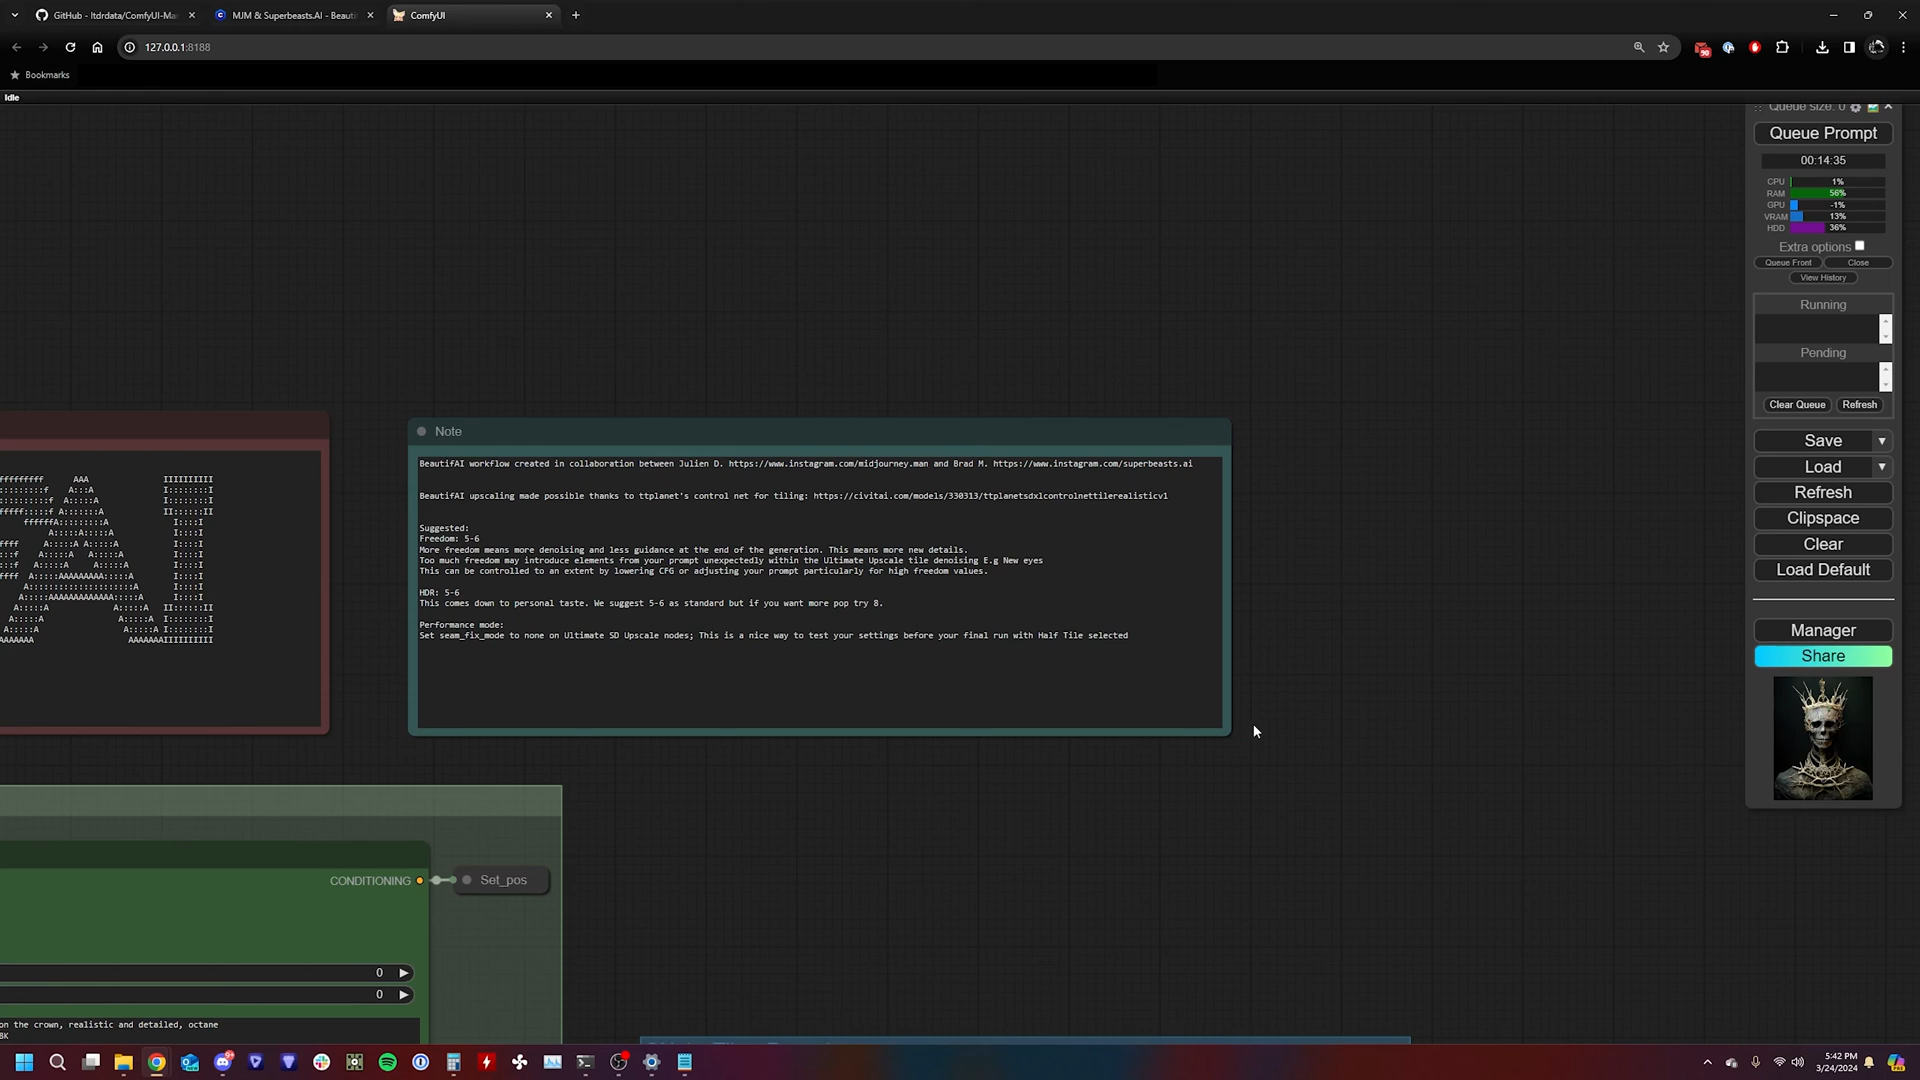 GitHub - ltdrdata/ComfyUI-Ma
MJM & Superbeasts.AI - Beauti
ComfyUI
127.0.0.1:8188
Bookmarks
Idle
Queue size: 0
Queue Prompt
00:14:35
CPU 1%
RAM 56%
GPU -1%
VRAM 13%
HDD 36%
Extra options
Queue Front
Close
View History
Running
Pending
Clear Queue
Refresh
Save
Load
Refresh
Clipspace
Clear
Load Default
Manager
Share
Note
BeautifAI workflow created in collaboration between Julien D. https://www.instagram.com/midjourney.man and Brad M. https://www.instagram.com/superbeasts.ai
BeautifAI upscaling made possible thanks to ttplanet's control net for tiling: https://civitai.com/models/330313/ttplanetsdxlcontrolnettilerealisticv1
Suggested:
Freedom: 5-6
More freedom means more denoising and less guidance at the end of the generation. This means more new details.
Too much freedom may introduce elements from your prompt unexpectedly within the Ultimate Upscale tile denoising E.g New eyes
This can be controlled to an extent by lowering CFG or adjusting your prompt particularly for high freedom values.
HDR: 5-6
This comes down to personal taste. We suggest 5-6 as standard but if you want more pop try 8.
Performance mode:
Set seam_fix_mode to none on Ultimate SD Upscale nodes; This is a nice way to test your settings before your final run with Half Tile selected
CONDITIONING
Set_pos
0
0
on the crown, realistic and detailed, octane
8K
5:42 PM
3/24/2024